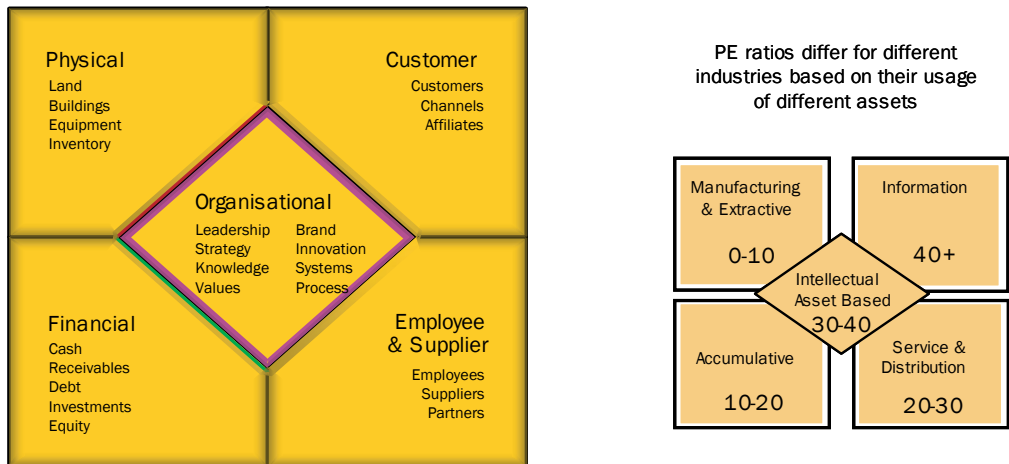 Physical
Land
Buildings
Equipment
Inventory
Customer
Customers
Channels
Affiliates
Organisational
Leadership
Strategy
Knowledge
Values
Brand
Innovation
Systems
Process
Financial
Cash
Receivables
Debt
Investments
Equity
Employee
& Supplier
Employees
Suppliers
Partners
PE ratios differ for different
industries based on their usage
of different assets
Manufacturing
& Extractive
0-10
Information
40+
Intellectual
Asset Based
30-40
Accumulative
10-20
Service &
Distribution
20-30